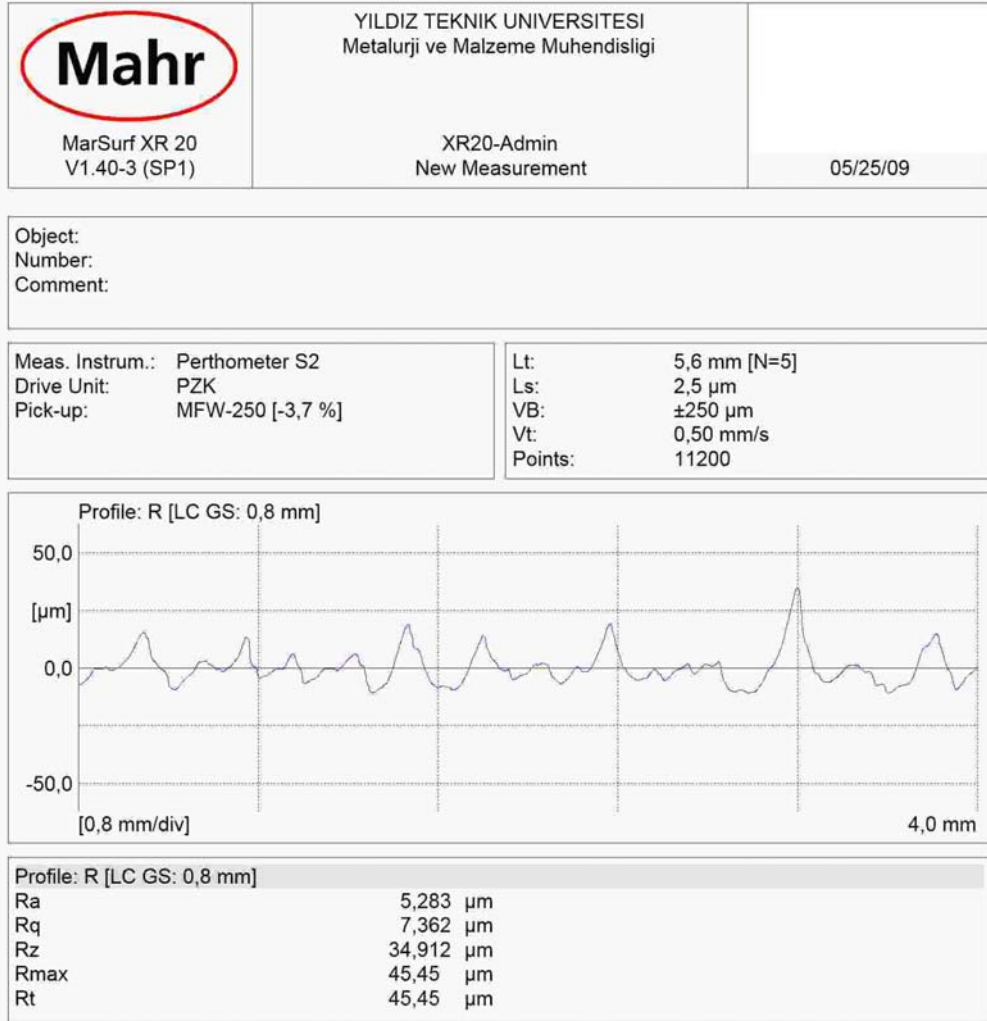 Mahr
MarSurf XR 20
V1.40-3 (SP1)
YILDIZ TEKNIK UNIVERSITESI
Metalurji ve Malzeme Muhendisligi
XR20-Admin
New Measurement
05/25/09
Object:
Number:
Comment:
Meas. Instrum.: Perthometer S2
Drive Unit: PZK
Pick-up: MFW-250 [-3,7 %]
Lt: 5,6 mm [N=5]
Ls: 2,5 µm
VB: ±250 µm
Vt: 0,50 mm/s
Points: 11200
Profile: R [LC GS: 0,8 mm]
50,0
[µm]
0,0
-50,0
[0,8 mm/div] 4,0 mm
Profile: R [LC GS: 0,8 mm]
Ra 5,283 µm
Rq 7,362 µm
Rz 34,912 µm
Rmax 45,45 µm
Rt 45,45 µm